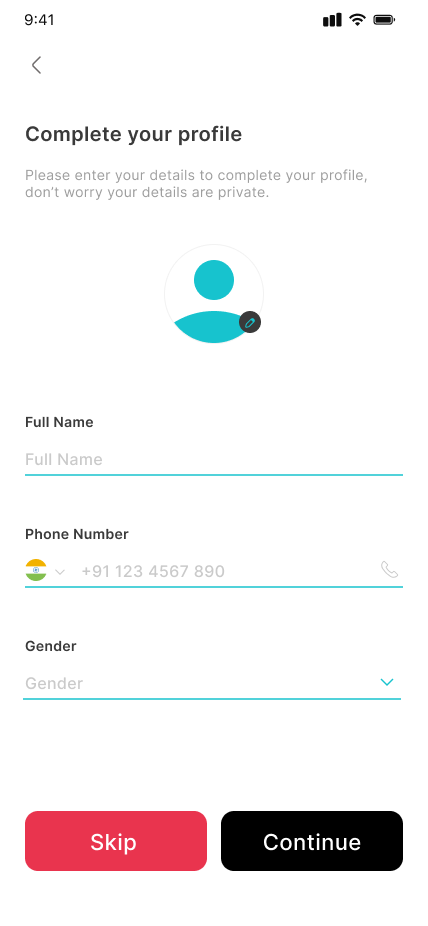 9:41
Complete your profile
Please enter your details to complete your profile,
don’t worry your details are private.
Full Name
Full Name
Phone Number
+91 123 4567 890
Gender
Gender
Skip
Continue